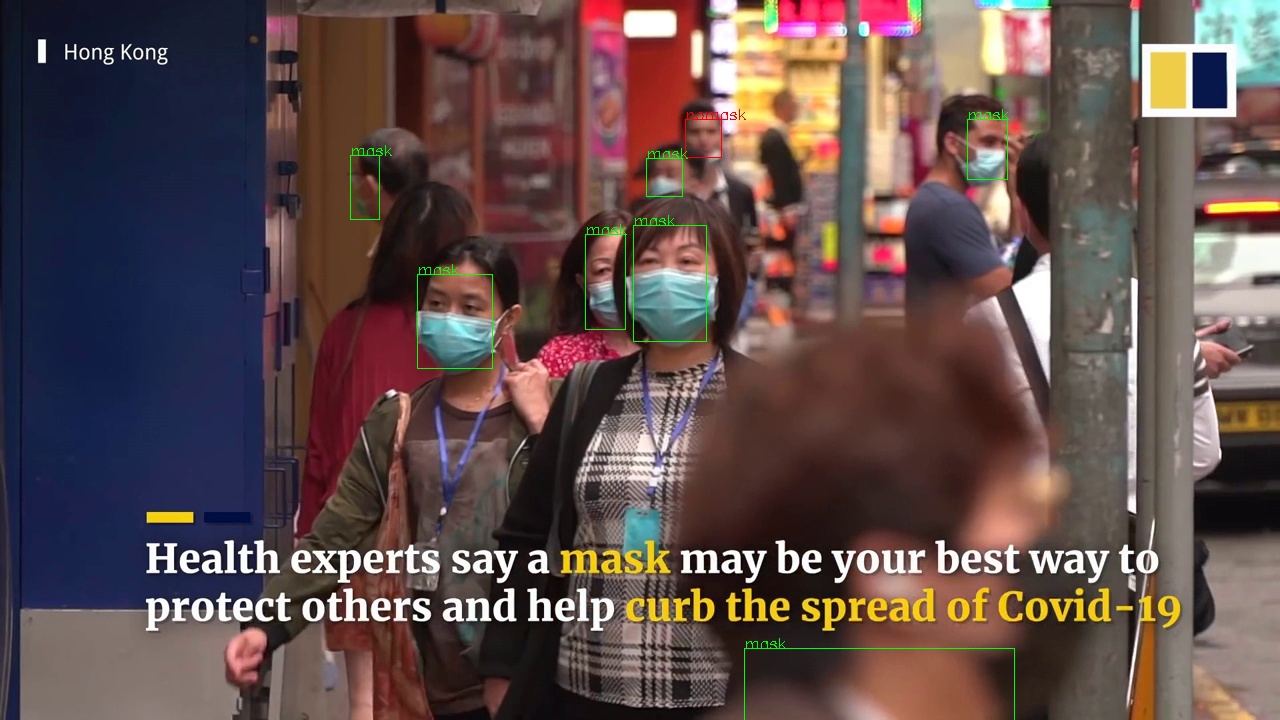 Hong Kong
nomask
mask
mask
mask
mask
mask
mask
Health experts say a mask may be your best way to
protect others and help curb the spread of Covid-19
mask